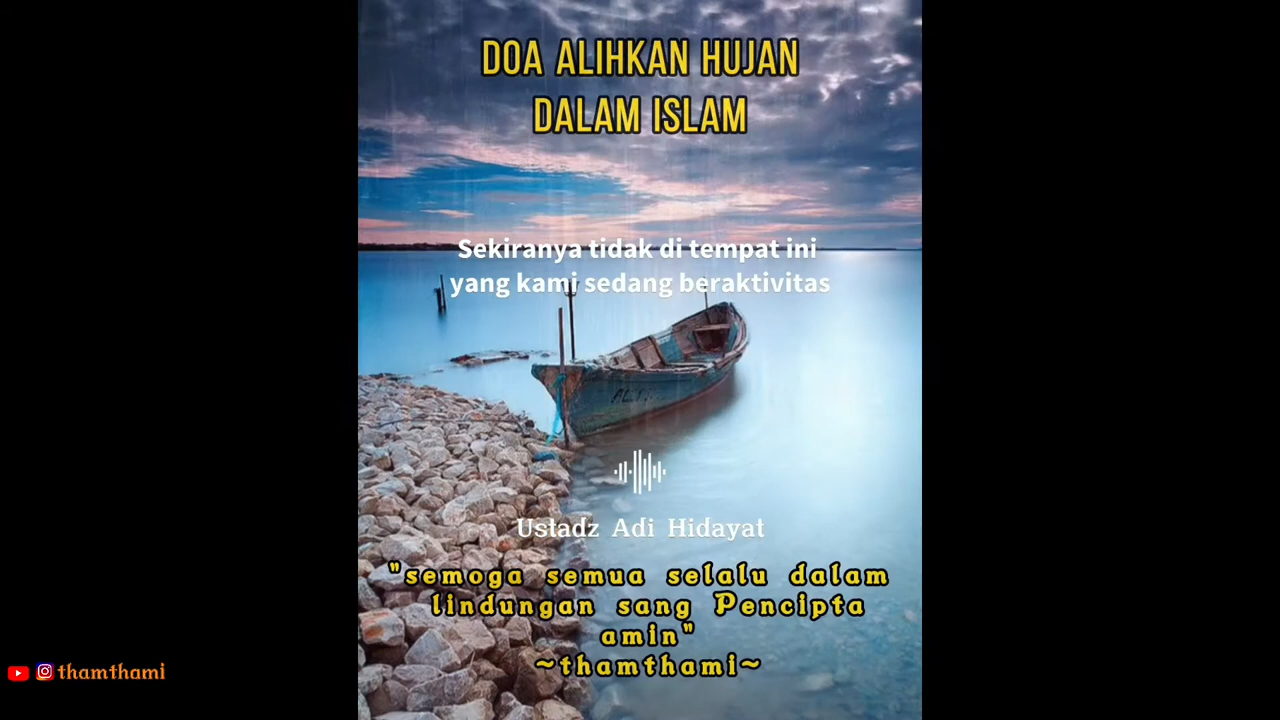 DOA ALIHKAN HUJAN
DALAM ISLAM
Sekiranya tidak di tempat ini
yang kami sedang beraktivitas
Ustadz Adi Hidayat
"semoga semua selalu dalam
lindungan sang Pencipta
amin"
~thamthami~
thamthami